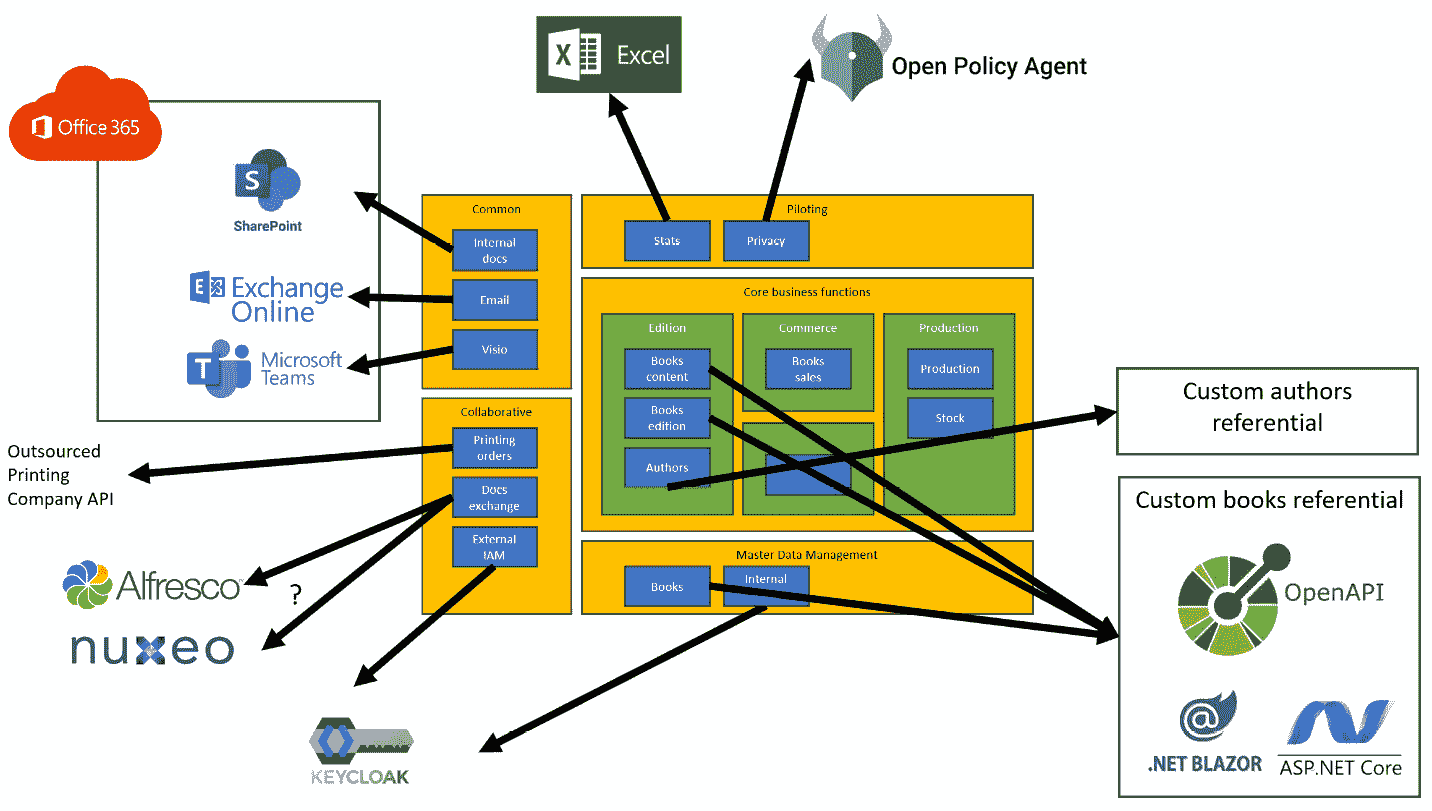 Excel
Open Policy Agent
Office 365
SharePoint
Exchange
Online
Microsoft
Teams
Common
Internal
docs
Email
Visio
Piloting
Stats
Privacy
Core business functions
Edition
Books
content
Books
edition
Authors
Commerce
Books
sales
Production
Production
Stock
Collaborative
Printing
orders
Docs
exchange
External
IAM
Master Data Management
Books
Internal
Outsourced
Printing
Company API
Alfresco
?
nuxeo
KEYCLOAK
Custom authors
referential
Custom books referential
OpenAPI
.NET BLAZOR
ASP.NET Core